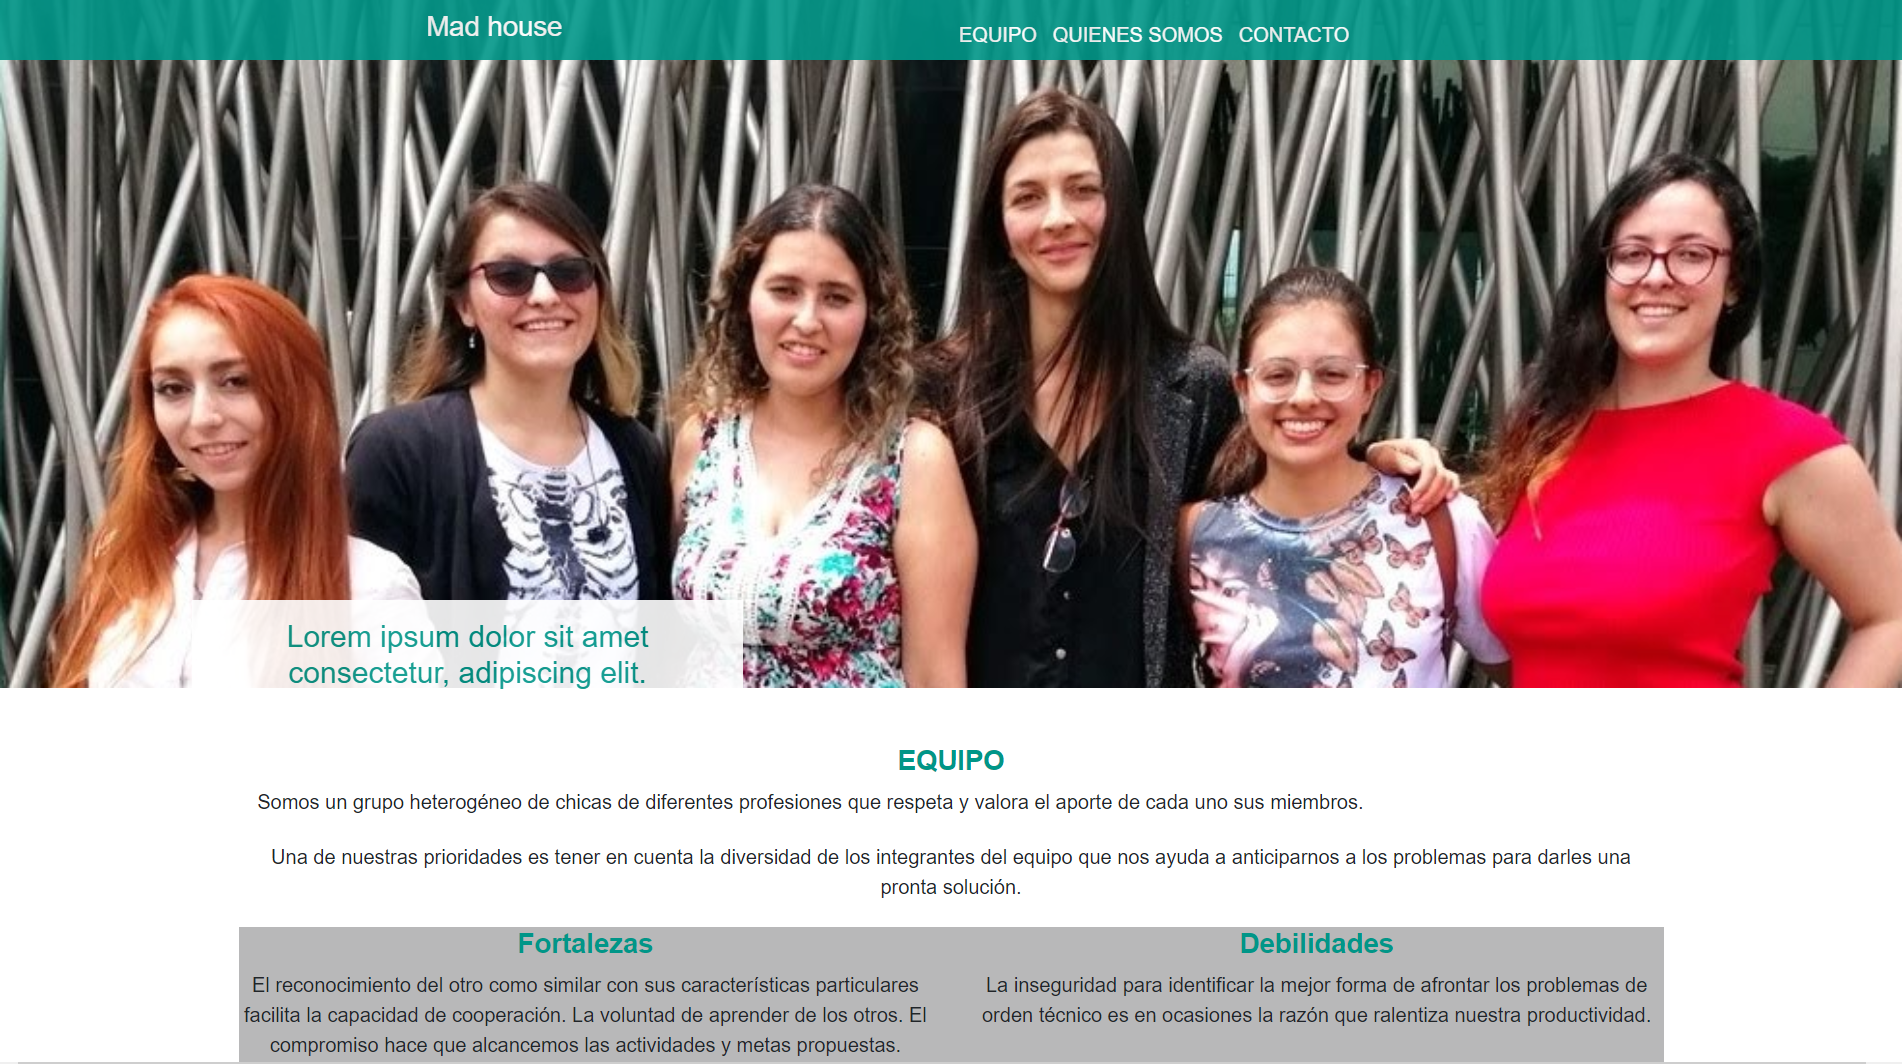 Mad house
EQUIPO QUIENES SOMOS CONTACTO
Lorem ipsum dolor sit amet
consectetur, adipiscing elit.
EQUIPO
Somos un grupo heterogéneo de chicas de diferentes profesiones que respeta y valora el aporte de cada uno sus miembros.
Una de nuestras prioridades es tener en cuenta la diversidad de los integrantes del equipo que nos ayuda a anticiparnos a los problemas para darles una
pronta solución.
Fortalezas
El reconocimiento del otro como similar con sus características particulares
facilita la capacidad de cooperación. La voluntad de aprender de los otros. El
compromiso hace que alcancemos las actividades y metas propuestas.
Debilidades
La inseguridad para identificar la mejor forma de afrontar los problemas de
orden técnico es en ocasiones la razón que ralentiza nuestra productividad.